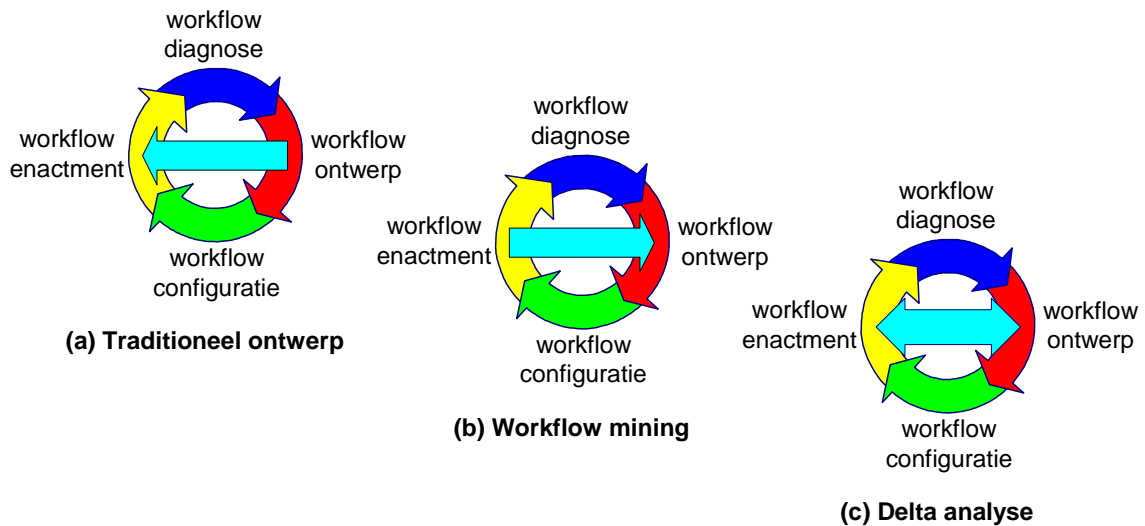 workflow
diagnose
workflow
enactment
workflow
ontwerp
workflow
configuratie
(a) Traditioneel ontwerp
workflow
diagnose
workflow
enactment
workflow
ontwerp
workflow
configuratie
(b) Workflow mining
workflow
diagnose
workflow
enactment
workflow
ontwerp
workflow
configuratie
(c) Delta analyse